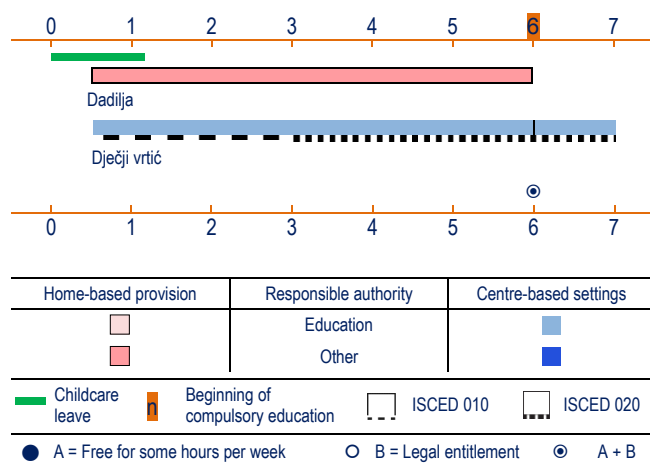 0 1 2 3 4 5 6 7
Dadilja
Dječji vrtić
0 1 2 3 4 5 6 7
Home-based provision Responsible authority Centre-based settings
Education
Other
Childcare leave
n Beginning of compulsory education
ISCED 010
ISCED 020
A = Free for some hours per week B = Legal entitlement A + B